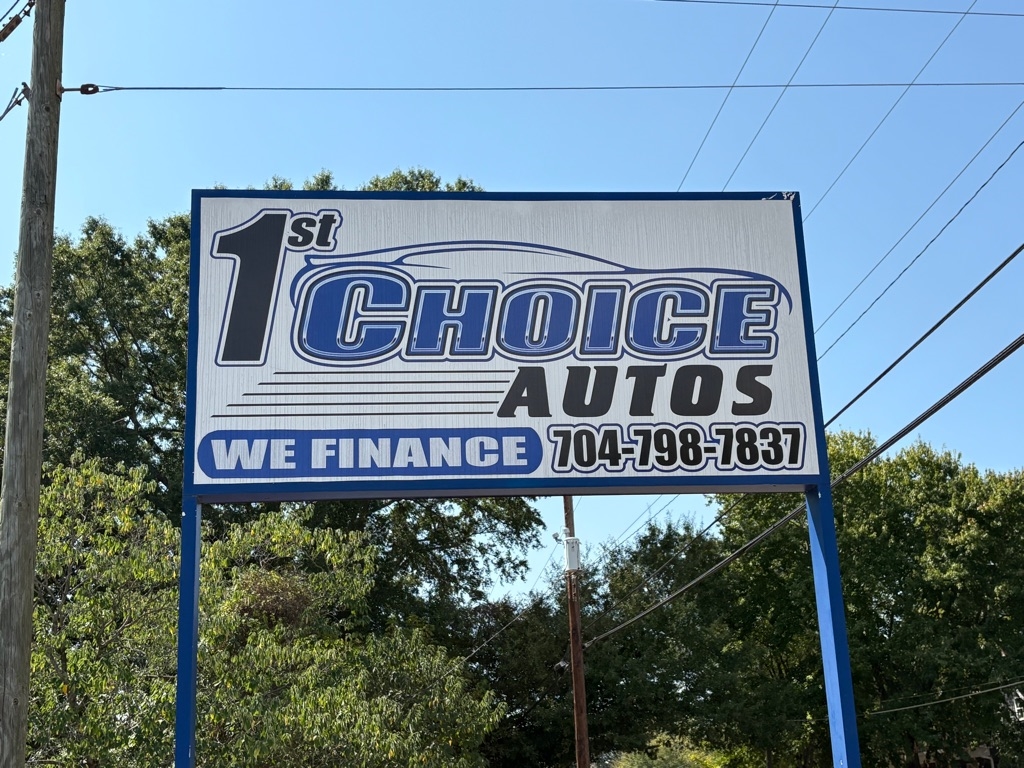 1st
CHOICE
AUTOS
WE FINANCE 704-798-7837